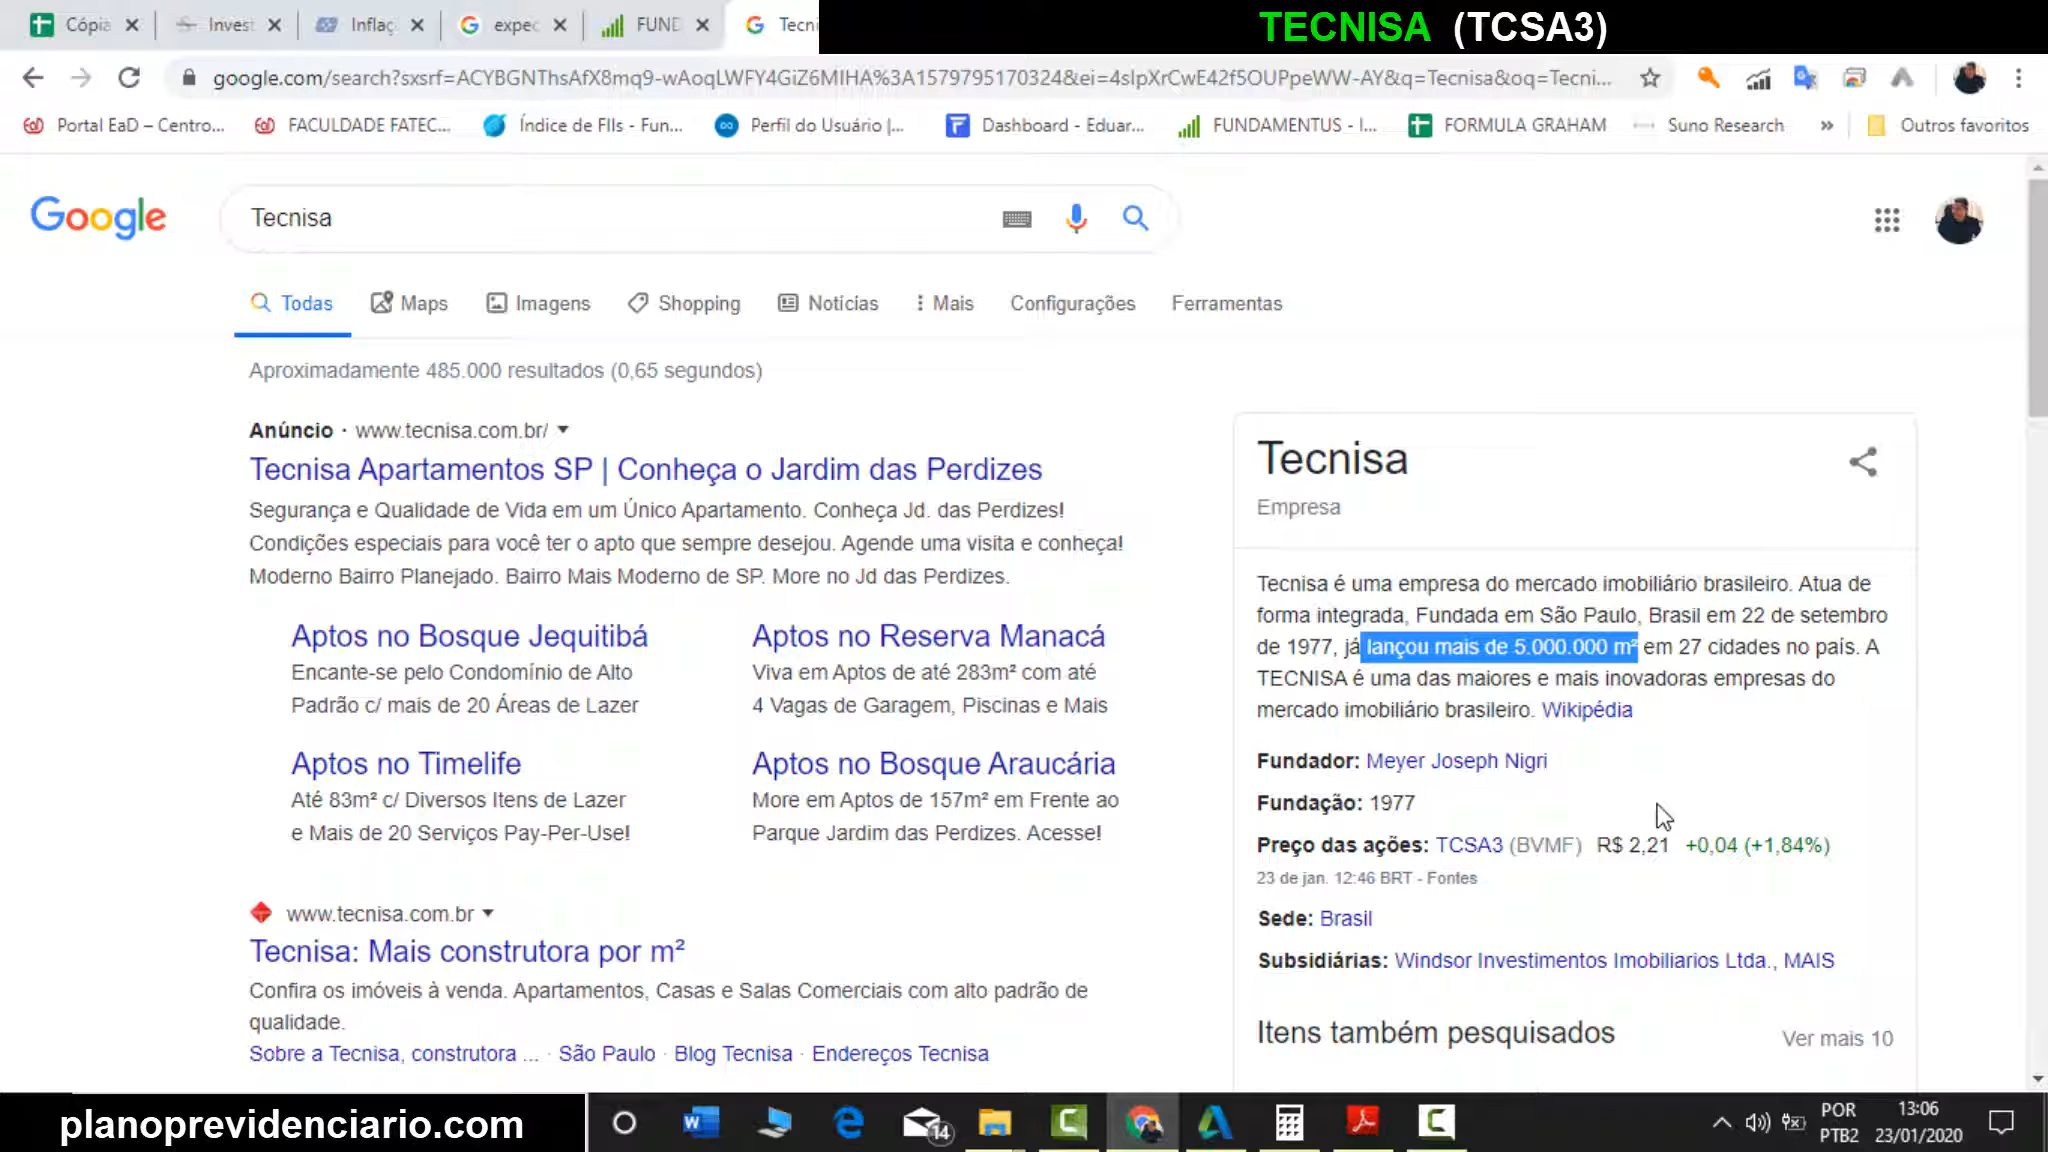 Cópia
Invest
Inflaç
expec
FUND
Tecni
TECNISA (TCSA3)
google.com/search?sxsrf=ACYBGNThsAfX8mq9-wAoqLWFY4GiZ6MIHA%3A1579795170324&ei=4slpXrCwE42f5OUPpeWW-AY&q=Tecnisa&oq=Tecni...
Portal EaD – Centro...
FACULDADE FATEC...
Índice de FIIs - Fun...
Perfil do Usuário |...
Dashboard - Eduar...
FUNDAMENTUS - I...
FORMULA GRAHAM
Suno Research
»
Outros favoritos
Google
Tecnisa
Todas
Maps
Imagens
Shopping
Notícias
Mais
Configurações
Ferramentas
Aproximadamente 485.000 resultados (0,65 segundos)
Anúncio · www.tecnisa.com.br/
Tecnisa Apartamentos SP | Conheça o Jardim das Perdizes
Segurança e Qualidade de Vida em um Único Apartamento. Conheça Jd. das Perdizes!
Condições especiais para você ter o apto que sempre desejou. Agende uma visita e conheça!
Moderno Bairro Planejado. Bairro Mais Moderno de SP. More no Jd das Perdizes.
Aptos no Bosque Jequitibá
Encante-se pelo Condomínio de Alto
Padrão c/ mais de 20 Áreas de Lazer
Aptos no Reserva Manacá
Viva em Aptos de até 283m² com até
4 Vagas de Garagem, Piscinas e Mais
Aptos no Timelife
Até 83m² c/ Diversos Itens de Lazer
e Mais de 20 Serviços Pay-Per-Use!
Aptos no Bosque Araucária
More em Aptos de 157m² em Frente ao
Parque Jardim das Perdizes. Acesse!
www.tecnisa.com.br
Tecnisa: Mais construtora por m²
Confira os imóveis à venda. Apartamentos, Casas e Salas Comerciais com alto padrão de
qualidade.
Sobre a Tecnisa, construtora ... · São Paulo · Blog Tecnisa · Endereços Tecnisa
Tecnisa
Empresa
Tecnisa é uma empresa do mercado imobiliário brasileiro. Atua de
forma integrada, Fundada em São Paulo, Brasil em 22 de setembro
de 1977, já lançou mais de 5.000.000 m² em 27 cidades no país. A
TECNISA é uma das maiores e mais inovadoras empresas do
mercado imobiliário brasileiro. Wikipédia
Fundador: Meyer Joseph Nigri
Fundação: 1977
Preço das ações: TCSA3 (BVMF) R$ 2,21 +0,04 (+1,84%)
23 de jan. 12:46 BRT - Fontes
Sede: Brasil
Subsidiárias: Windsor Investimentos Imobiliarios Ltda., MAIS
Itens também pesquisados
Ver mais 10
planoprevidenciario.com
14
POR
PTB2
13:06
23/01/2020